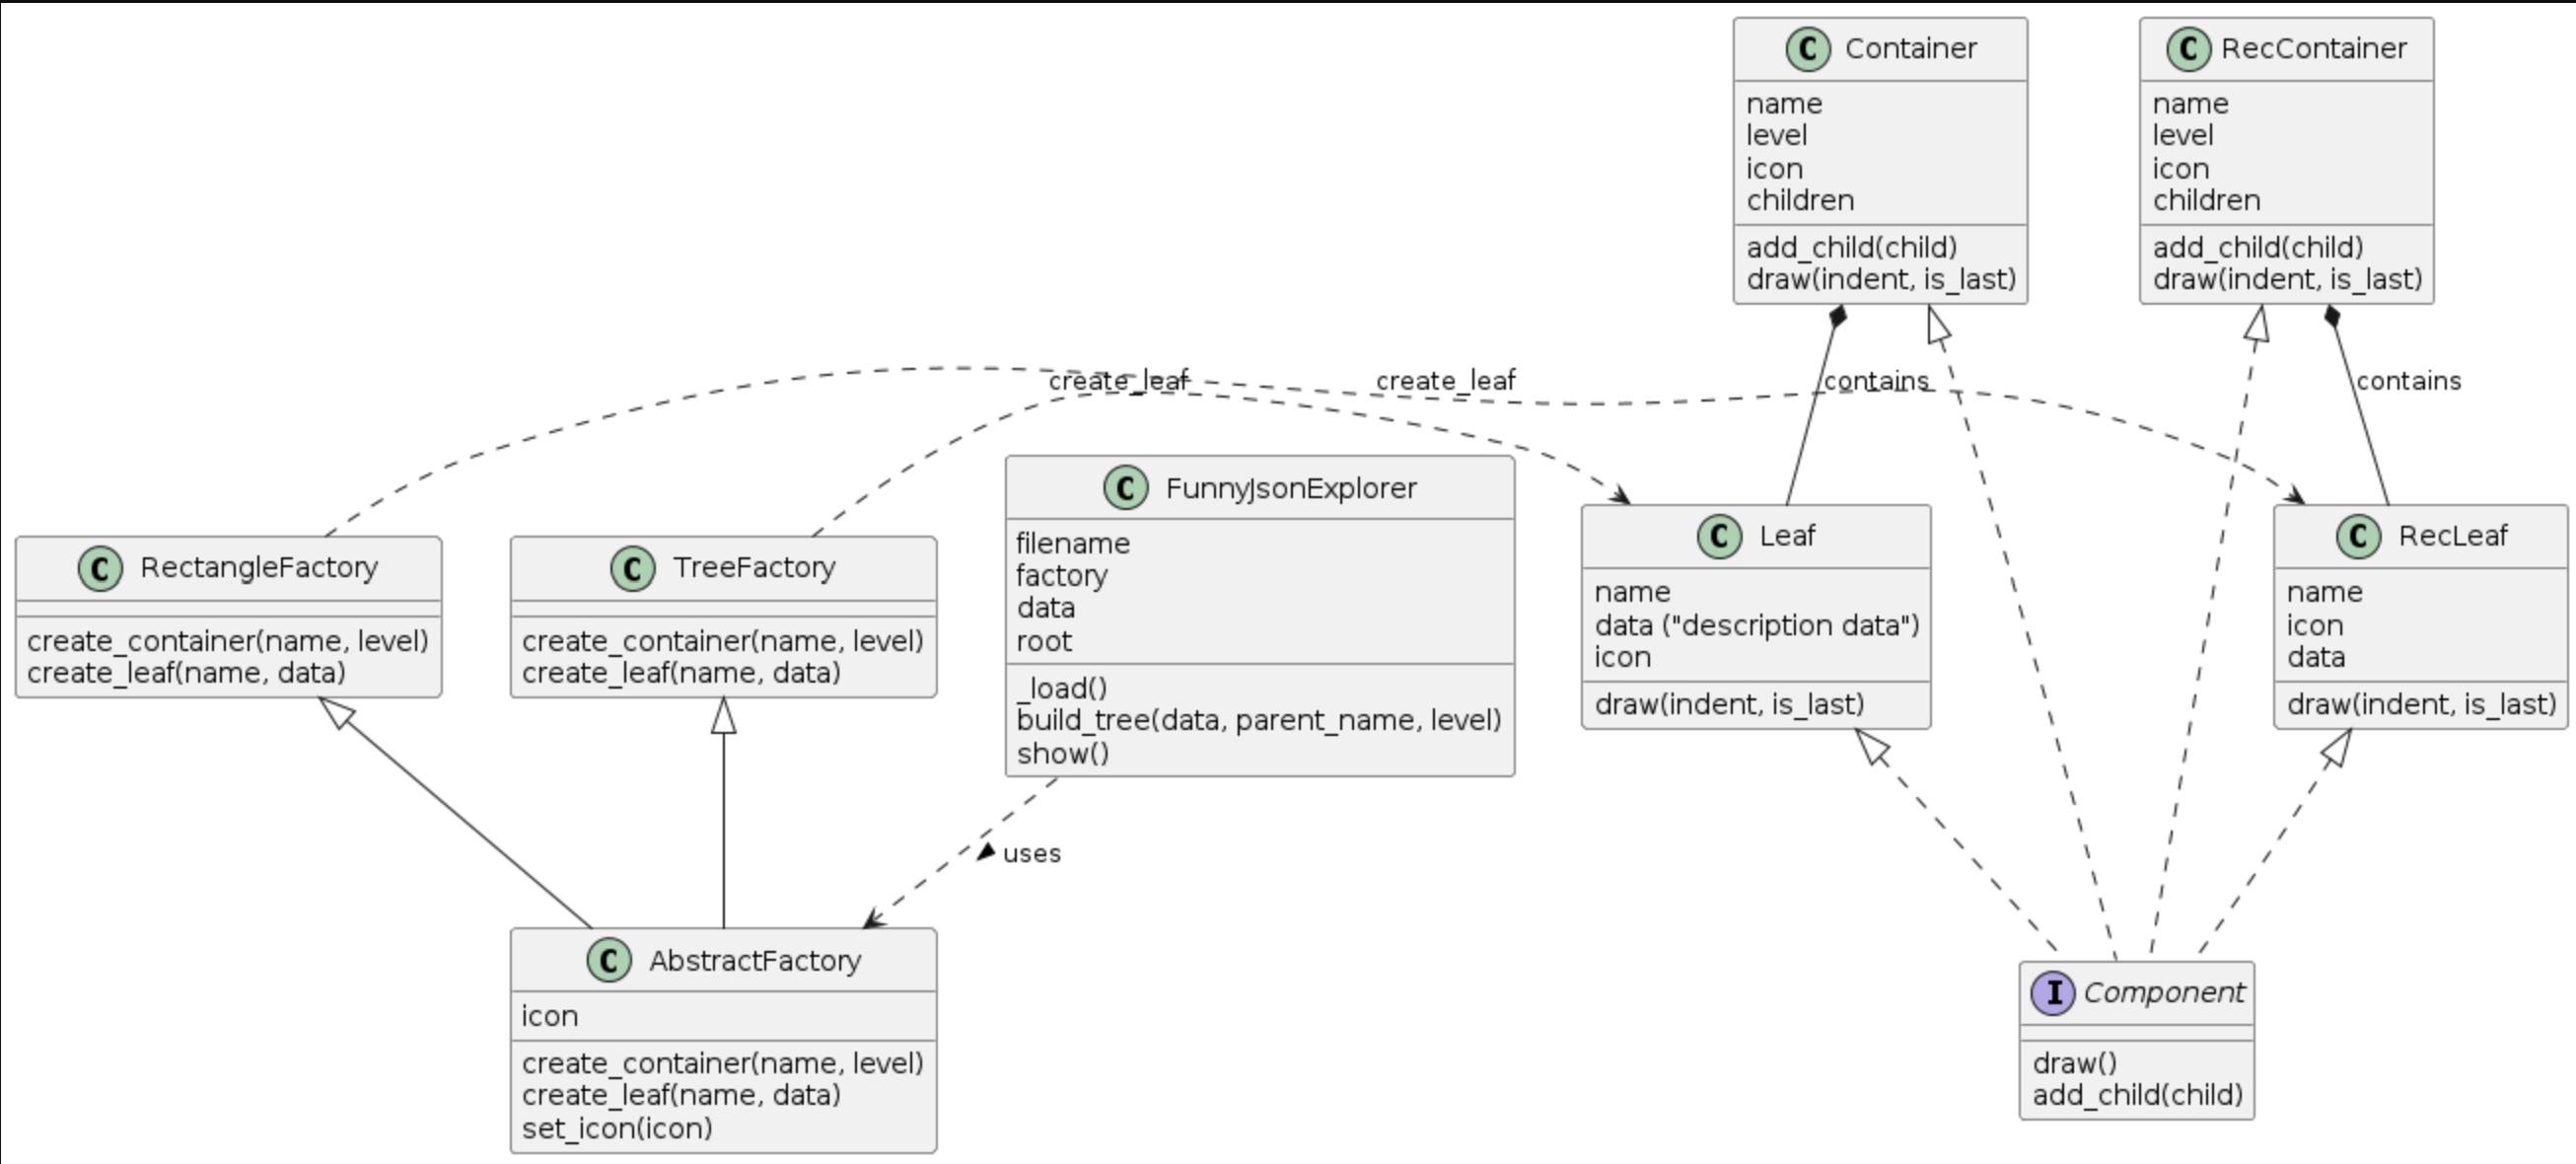 C Container
name
level
icon
children
add_child(child)
draw(indent, is_last)
C RecContainer
name
level
icon
children
add_child(child)
draw(indent, is_last)
create_leaf
create_leaf
contains
contains
C RectangleFactory
create_container(name, level)
create_leaf(name, data)
C TreeFactory
create_container(name, level)
create_leaf(name, data)
C FunnyJsonExplorer
filename
factory
data
root
_load()
build_tree(data, parent_name, level)
show()
C Leaf
name
data ("description data")
icon
draw(indent, is_last)
C RecLeaf
name
icon
data
draw(indent, is_last)
uses
C AbstractFactory
icon
create_container(name, level)
create_leaf(name, data)
set_icon(icon)
I Component
draw()
add_child(child)